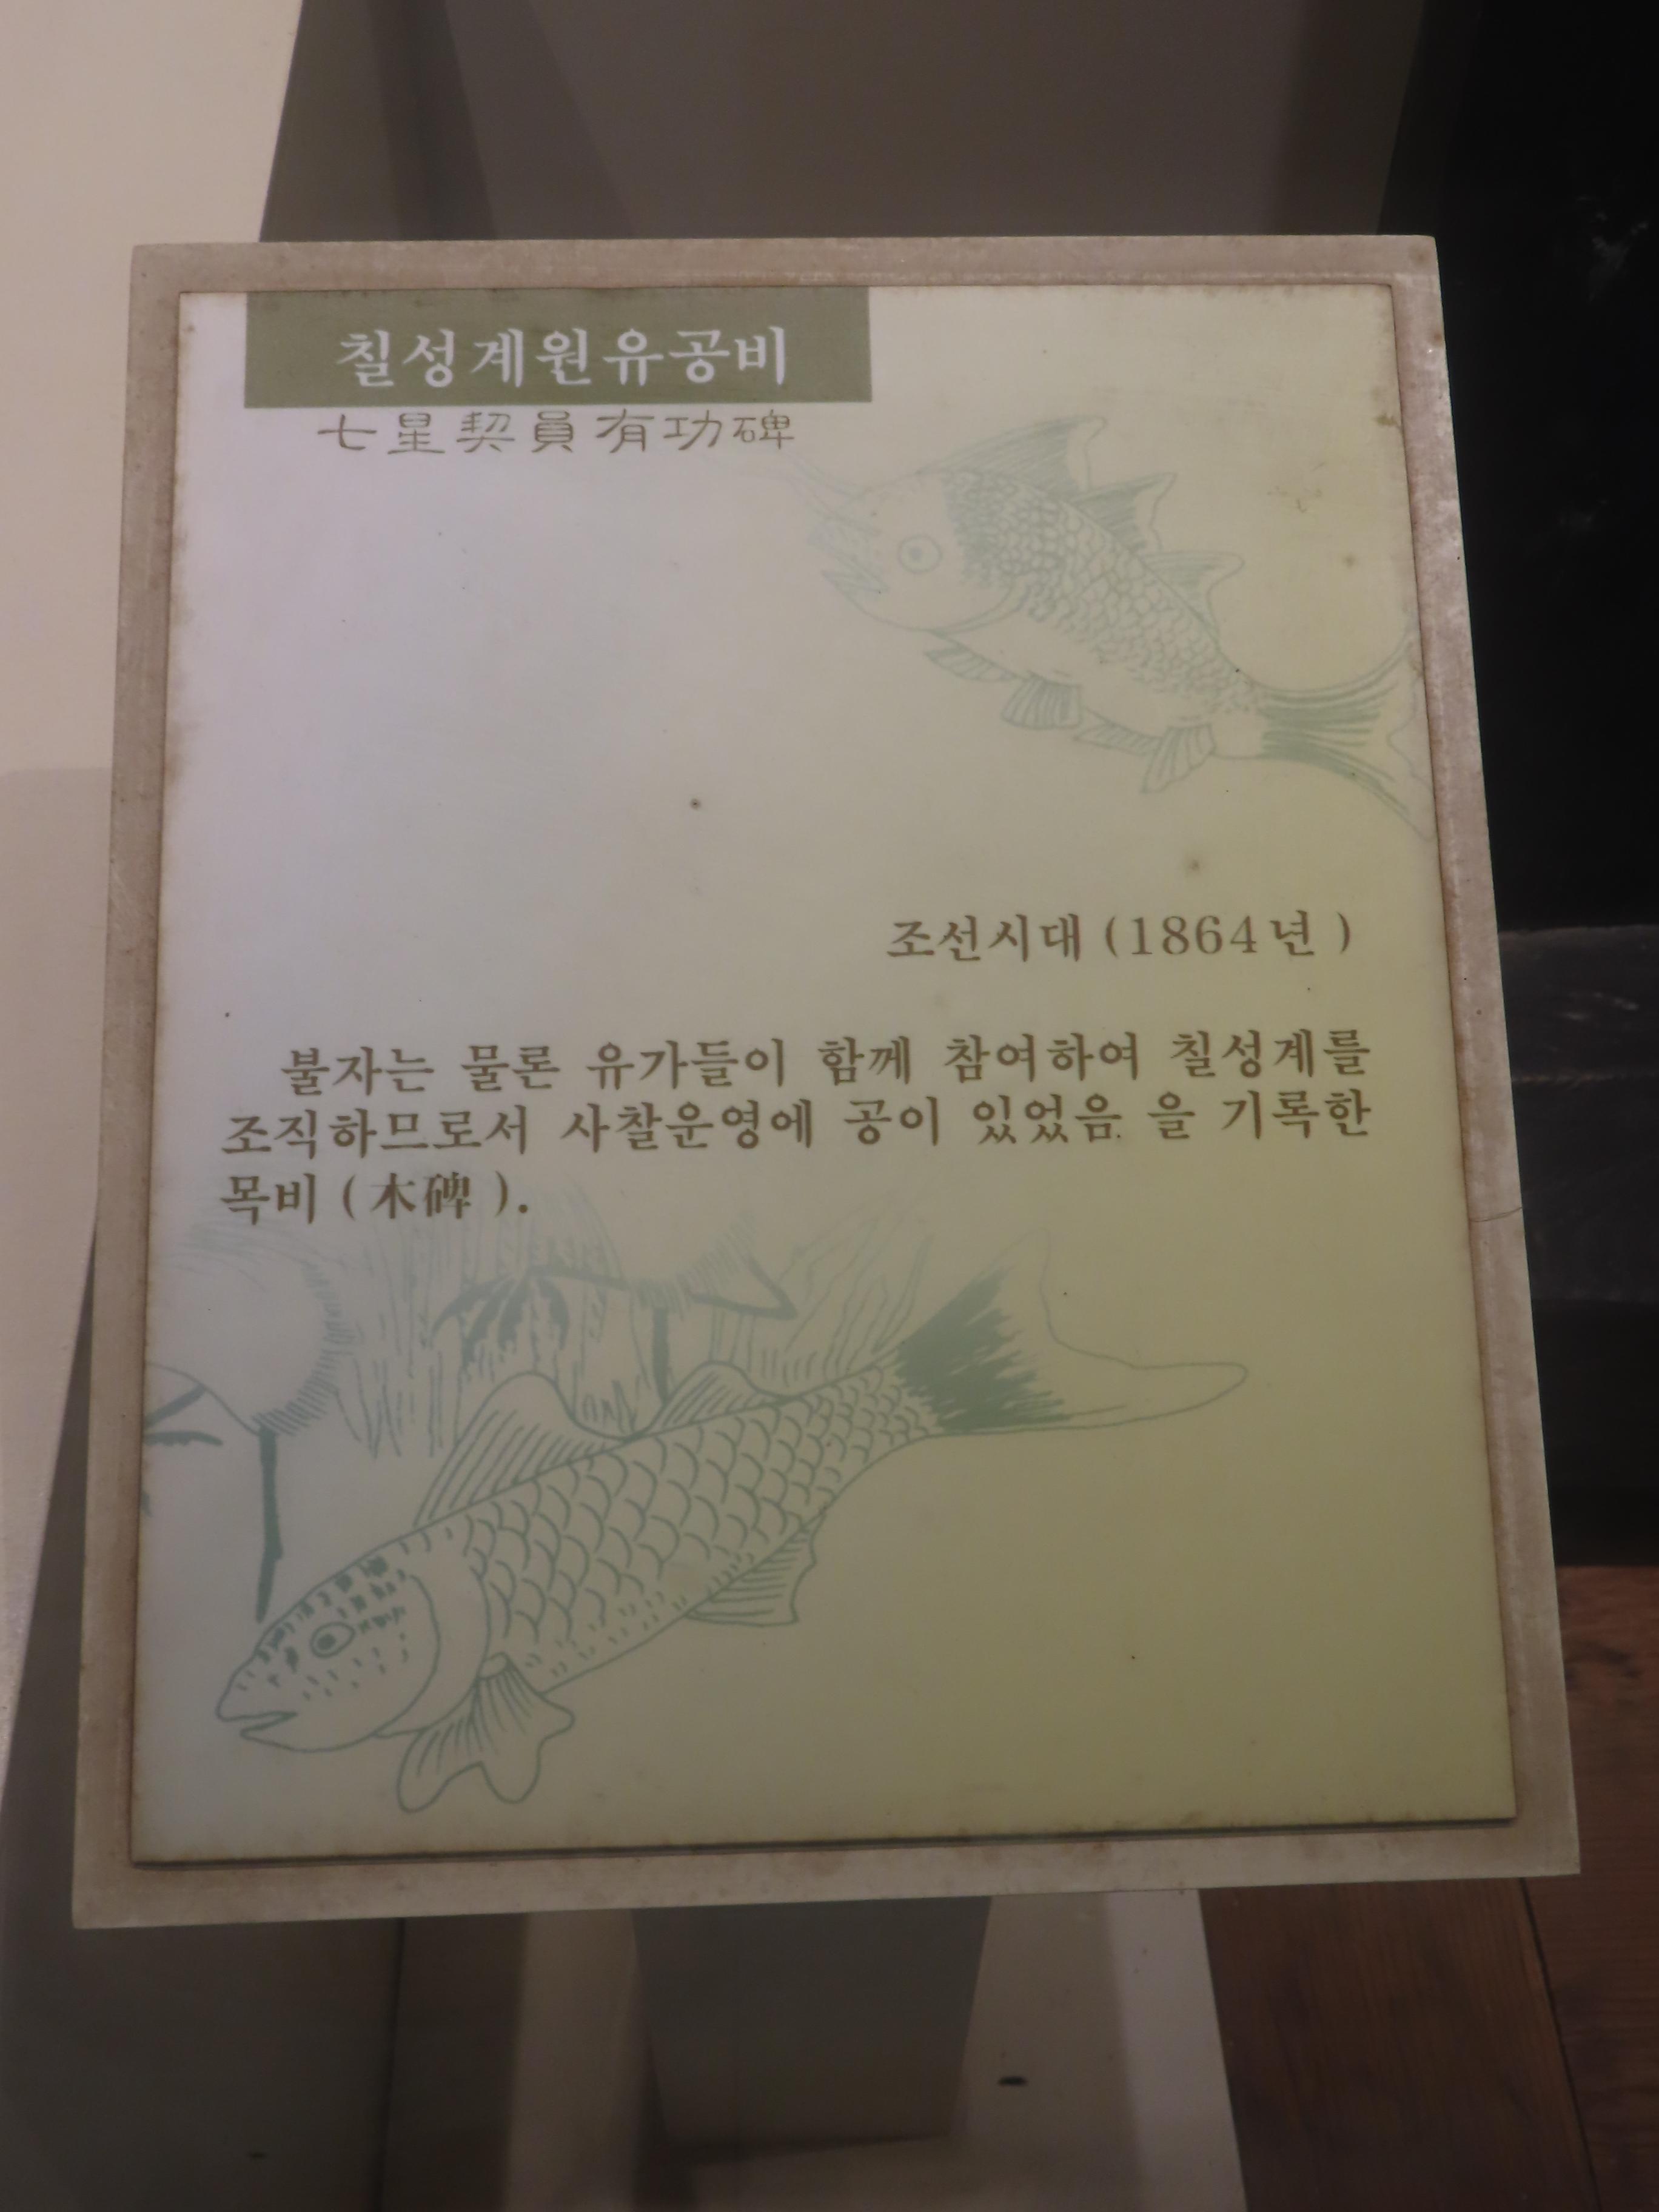 칠성계원유공비
七星契員有功碑
조선시대 (1864년)
불자는 물론 유가들이 함께 참여하여 칠성계를
조직하므로서 사찰운영에 공이 있었음 을 기록한
목비 (木碑).